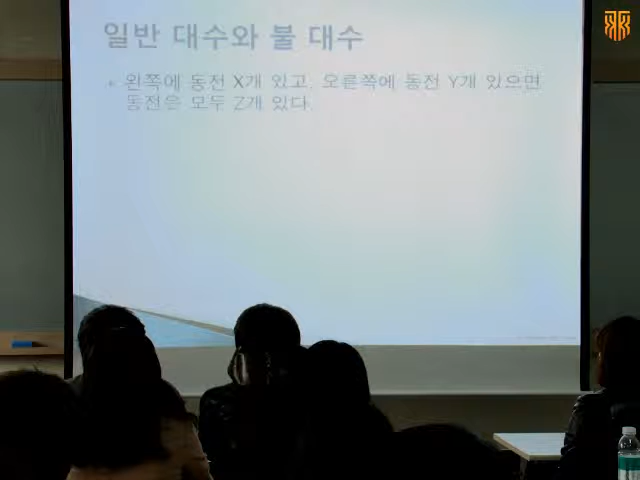 일반 대수와 불 대수
왼쪽에 동전 X개 있고, 오른쪽에 동전 Y개 있으면
동전은 모두 Z개 있다.